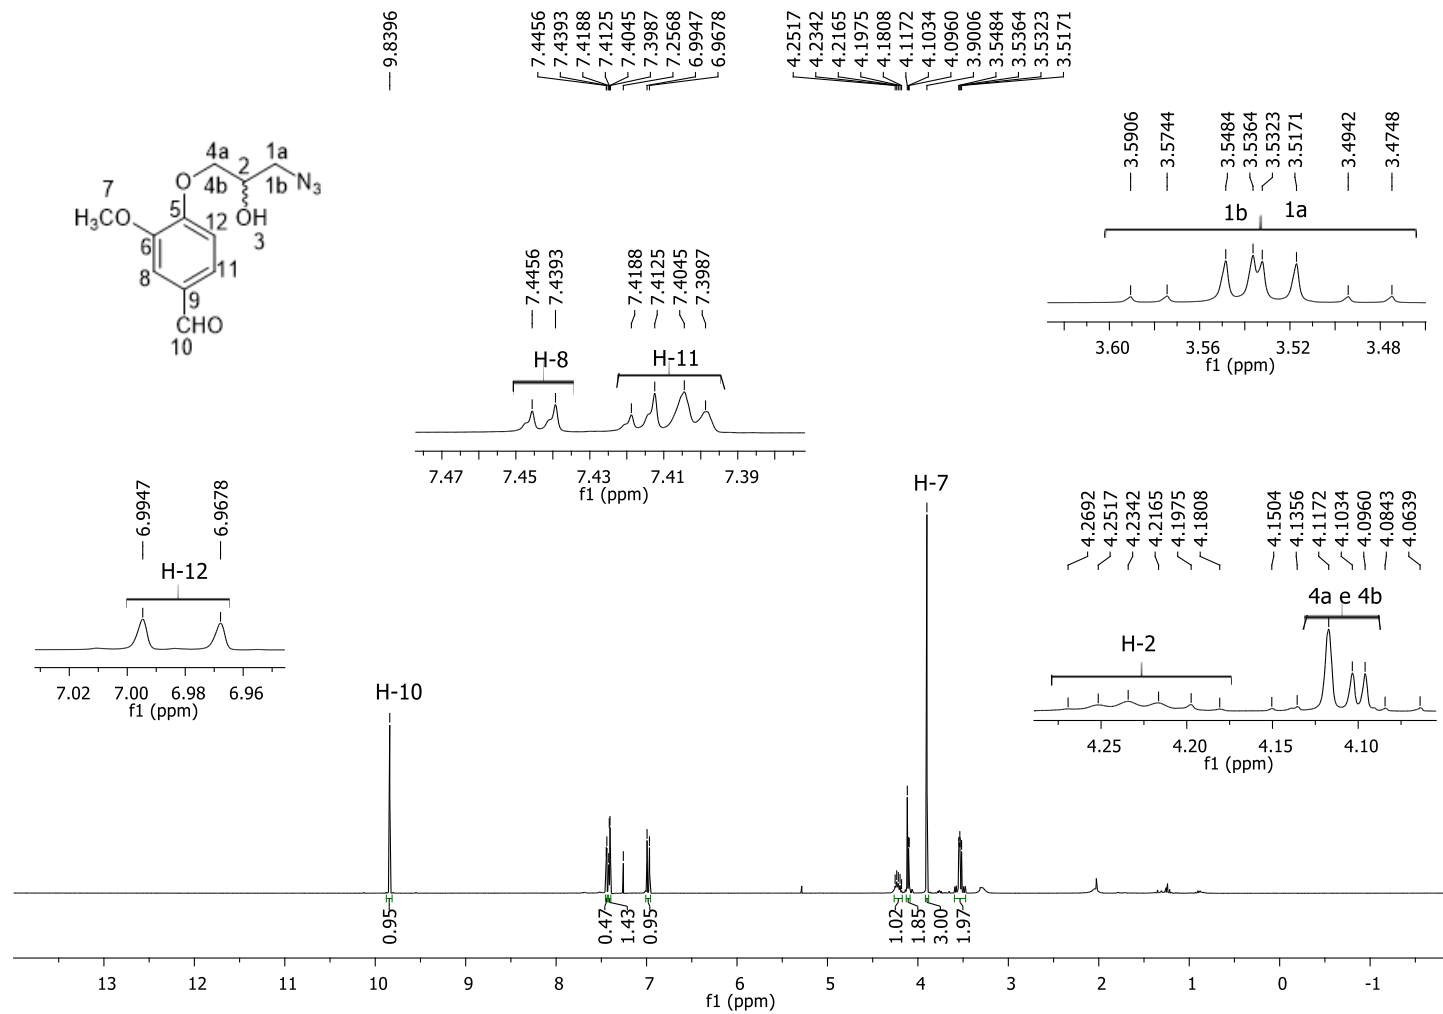 9.8396
7.4456
7.4393
7.4188
7.4125
7.4045
7.3987
7.2568
6.9947
6.9678
4.2517
4.2342
4.2165
4.1975
4.1808
4.1172
4.1034
4.0960
3.9006
3.5484
3.5364
3.5323
3.5171
4a 2 1a
4b 1b N3
7 O
H3CO 5 12 OH
6 3
8 11
9
CHO
10
3.5906
3.5744
3.5484
3.5364
3.5323
3.5171
3.4942
3.4748
1b 1a
3.60 3.56 3.52 3.48
f1 (ppm)
7.4456
7.4393
7.4188
7.4125
7.4045
7.3987
H-8 H-11
7.47 7.45 7.43 7.41 7.39
f1 (ppm)
6.9947
6.9678
H-12
7.02 7.00 6.98 6.96
f1 (ppm)
H-7
H-10
4.2692
4.2517
4.2342
4.2165
4.1975
4.1808
4.1504
4.1356
4.1172
4.1034
4.0960
4.0843
4.0639
4a e 4b
H-2
4.25 4.20 4.15 4.10
f1 (ppm)
0.95
0.47
1.43
0.95
1.02
1.85
3.00
1.97
13 12 11 10 9 8 7 6 5 4 3 2 1 0 -1
f1 (ppm)